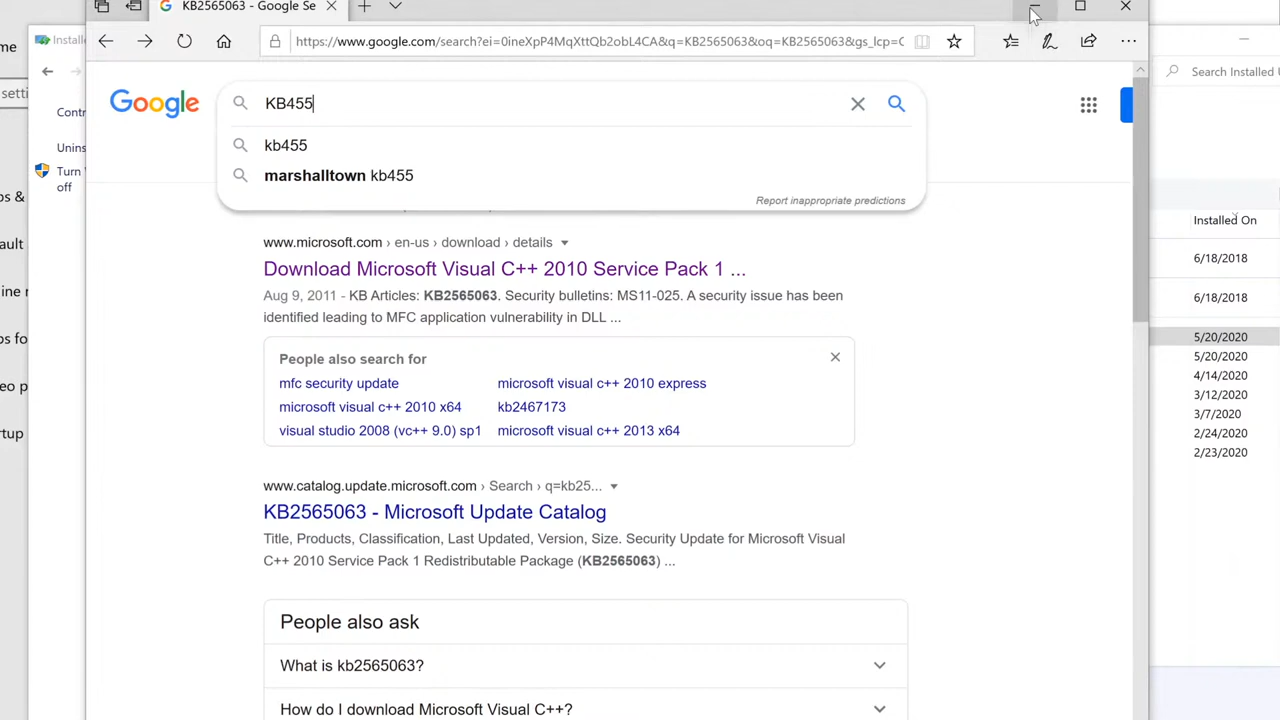 KB2565063 - Google Se
https://www.google.com/search?ei=0ineXpP4MqXttQb2obL4CA&q=KB2565063&oq=KB2565063&gs_lcp=C
Install
Search Installed U
Google
KB455
kb455
marshalltown kb455
Report inappropriate predictions
setti
Contr
Unins
Turn
off
Installed On
6/18/2018
6/18/2018
5/20/2020
5/20/2020
4/14/2020
3/12/2020
3/7/2020
2/24/2020
2/23/2020
www.microsoft.com › en-us › download › details
Download Microsoft Visual C++ 2010 Service Pack 1 ...
Aug 9, 2011 - KB Articles: KB2565063. Security bulletins: MS11-025. A security issue has been
identified leading to MFC application vulnerability in DLL ...
People also search for
mfc security update
microsoft visual c++ 2010 express
microsoft visual c++ 2010 x64
kb2467173
visual studio 2008 (vc++ 9.0) sp1
microsoft visual c++ 2013 x64
www.catalog.update.microsoft.com › Search › q=kb25...
KB2565063 - Microsoft Update Catalog
Title, Products, Classification, Last Updated, Version, Size. Security Update for Microsoft Visual
C++ 2010 Service Pack 1 Redistributable Package (KB2565063) ...
People also ask
What is kb2565063?
How do I download Microsoft Visual C++?